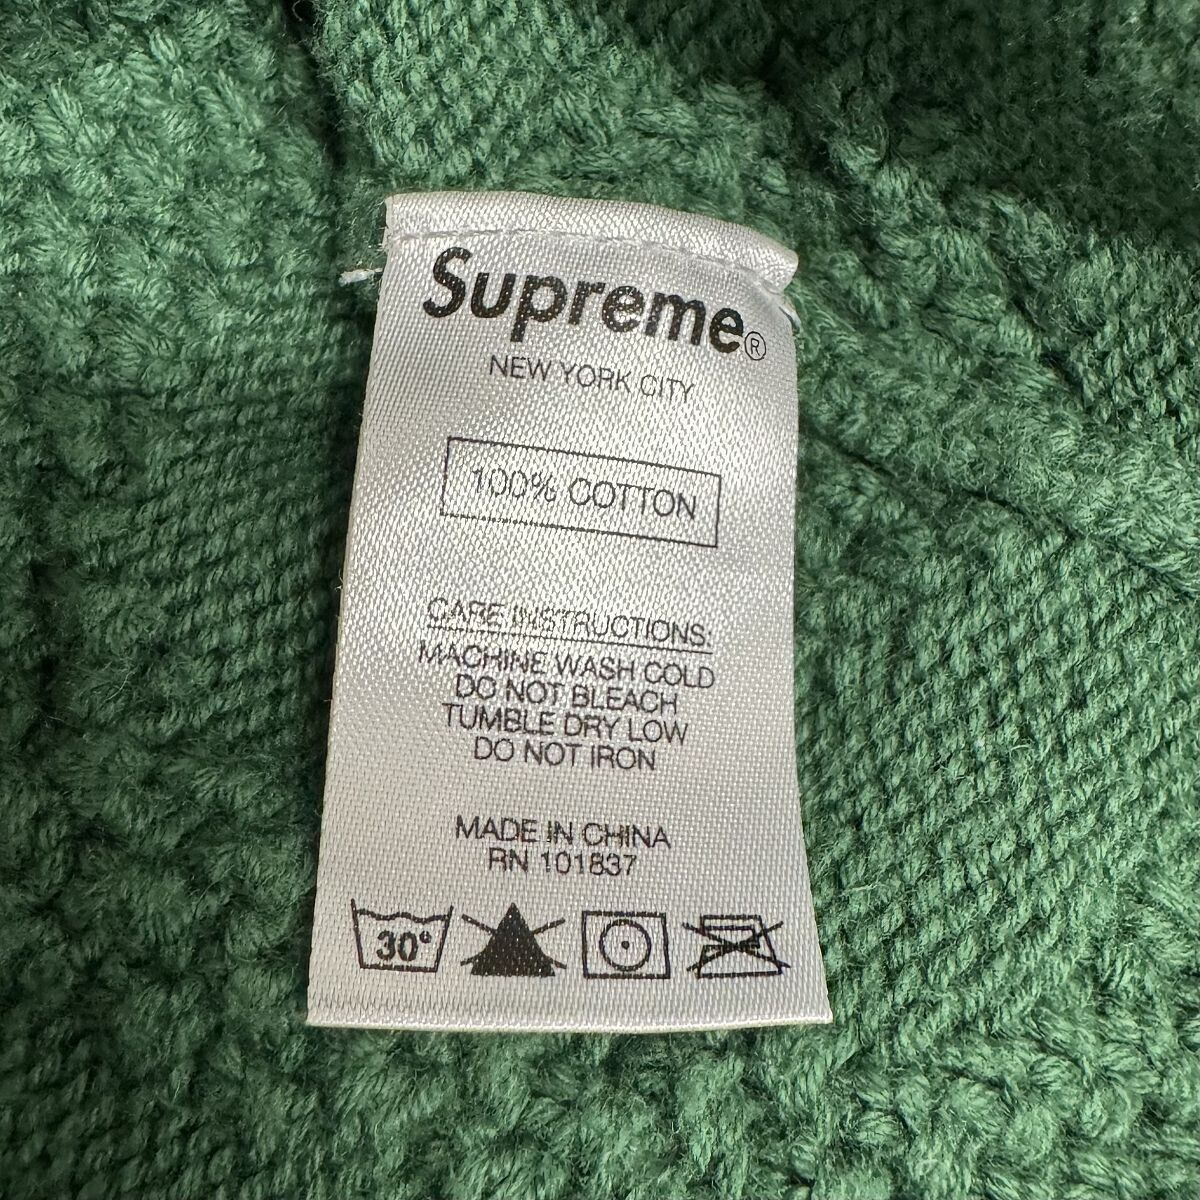 Supreme®
NEW YORK CITY
100% COTTON
CARE INSTRUCTIONS:
MACHINE WASH COLD
DO NOT BLEACH
TUMBLE DRY LOW
DO NOT IRON
MADE IN CHINA
RN 101837
30°